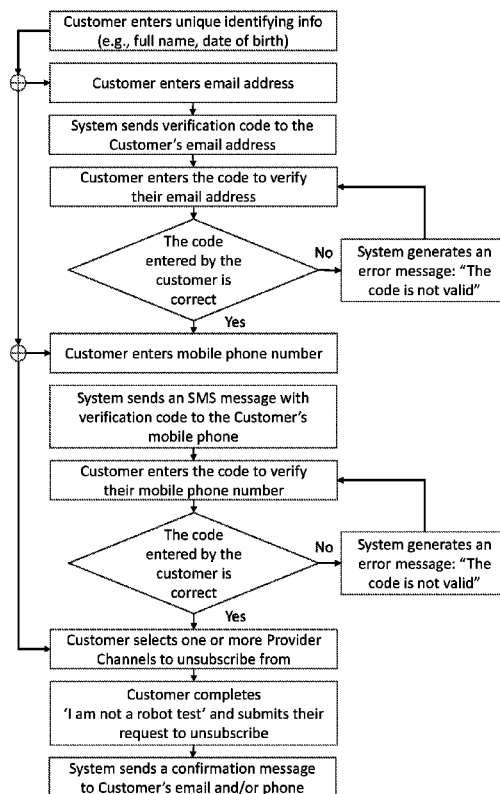 Customer enters unique identifying info
(e.g., full name, date of birth)
Customer enters email address
System sends verification code to the
Customer's email address
Customer enters the code to verify
their email address
The code
entered by the
customer is
correct
No
System generates an
error message: “The
code is not valid”
Yes
Customer enters mobile phone number
System sends an SMS message with
verification code to the Customer's
mobile phone
Customer enters the code to verify
their mobile phone number
The code
entered by the
customer is
correct
No
System generates an
error message: “The
code is not valid”
Yes
Customer selects one or more Provider
Channels to unsubscribe from
Customer completes
‘I am not a robot test’ and submits their
request to unsubscribe
System sends a confirmation message
to Customer's email and/or phone